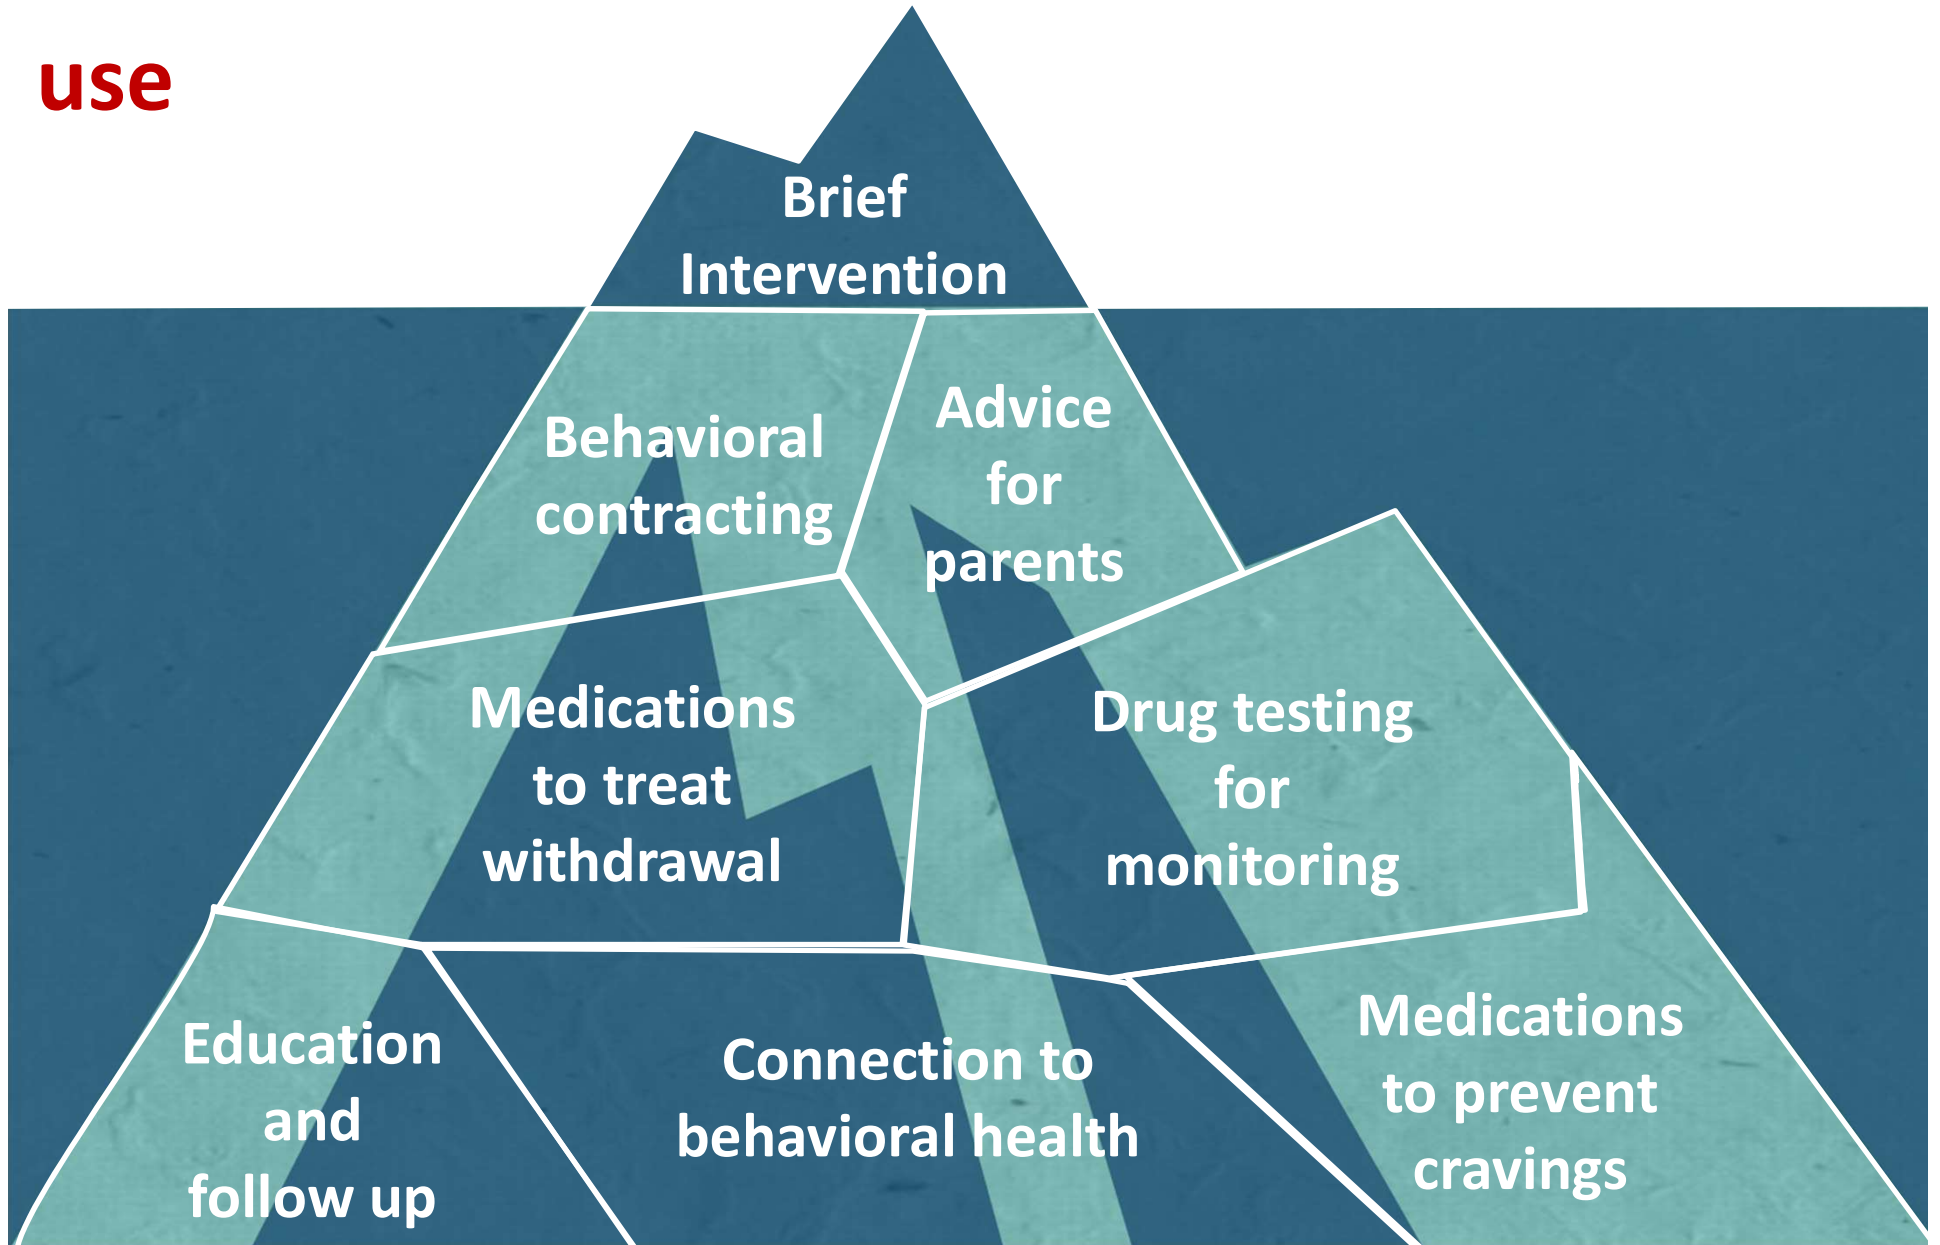 use
Brief
Intervention
Behavioral
contracting
Advice
for
parents
Medications
to treat
withdrawal
Drug testing
for
monitoring
Education
and
follow up
Connection to
behavioral health
Medications
to prevent
cravings